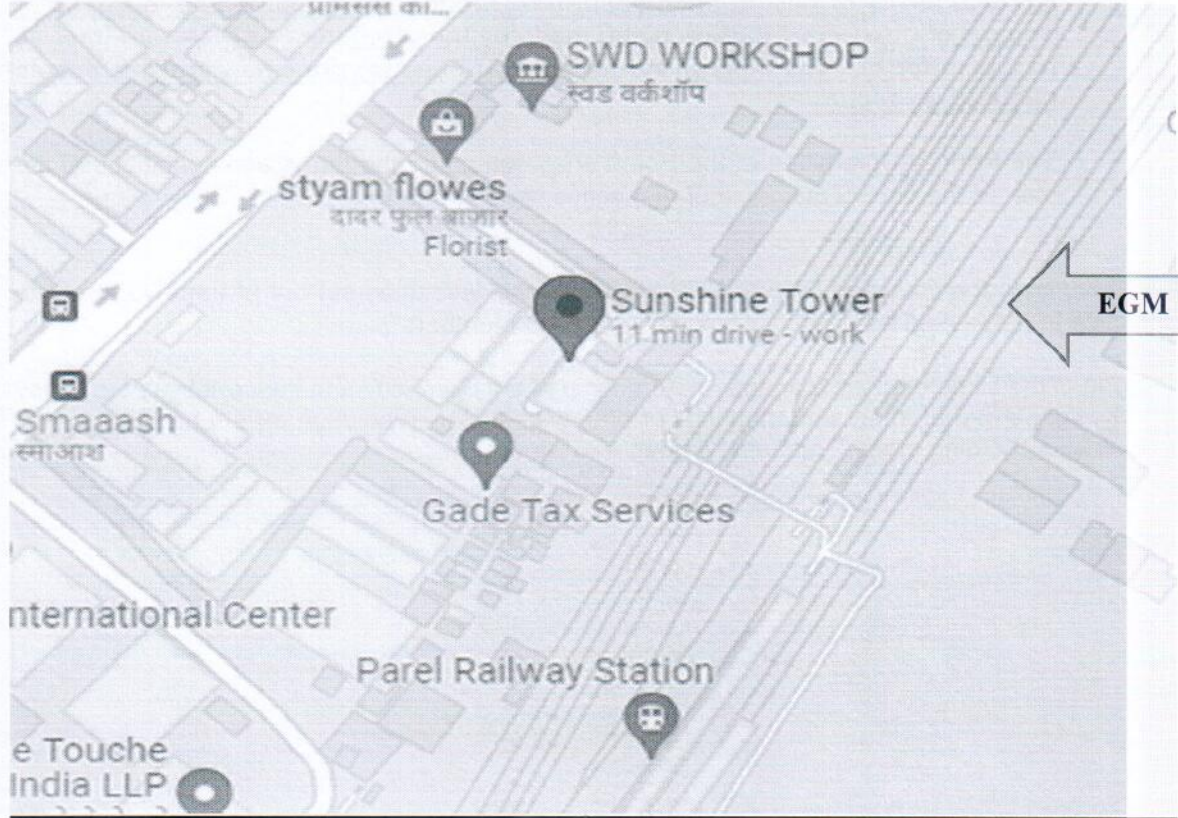 SWD WORKSHOP
स्वड वर्कशॉप
styam flowes
दादर फुल बाजार
Florist
Sunshine Tower
11 min drive - work
EGM
Smaaash
स्माआश
Gade Tax Services
nternational Center
Parel Railway Station
e Touche
India LLP